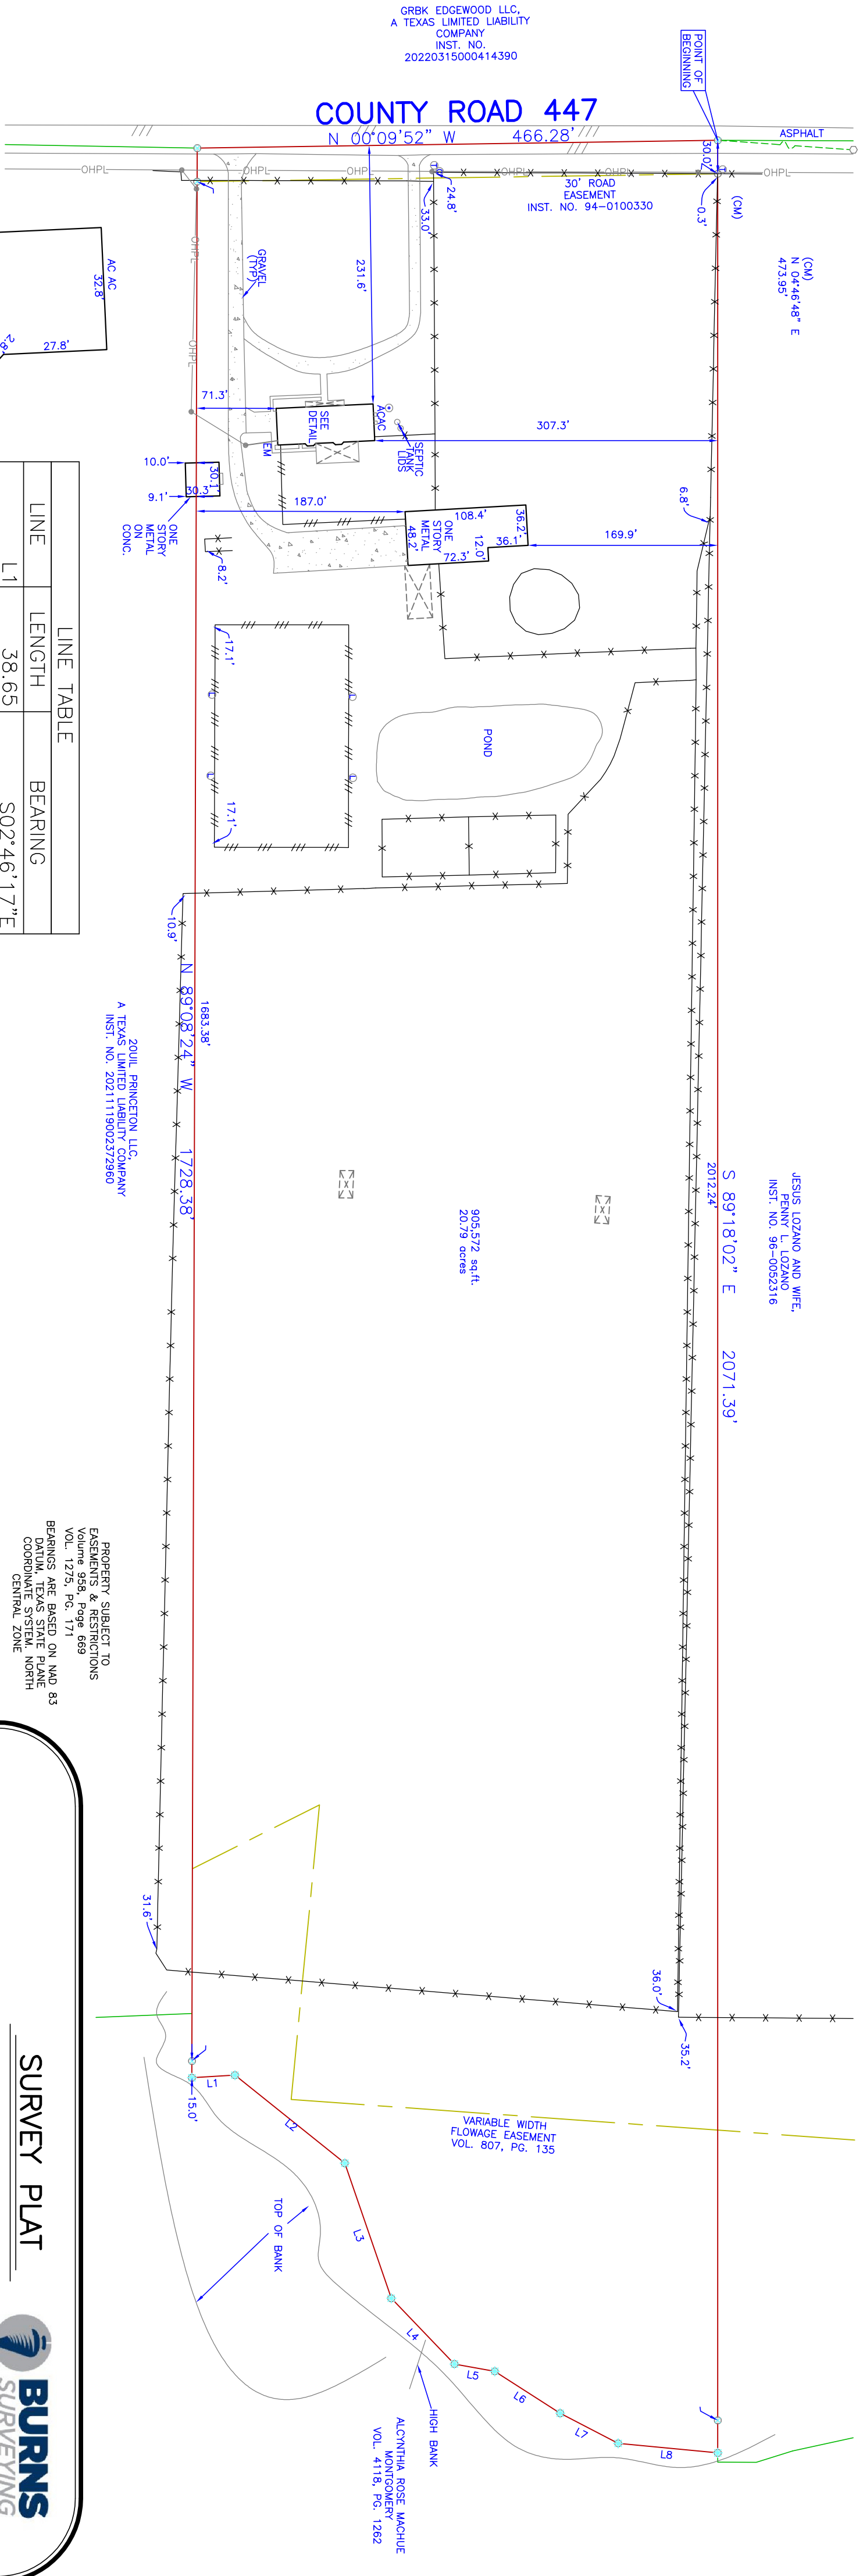 GRBK EDGEWOOD LLC,
A TEXAS LIMITED LIABILITY
COMPANY
INST. NO.
20220315000414390
POINT OF
BEGINNING
COUNTY ROAD 447
N 00°09'52" W 466.28'
ASPHALT
30.0'
OHPL
OHPL
OHPL
OHPL
OHPL
OHPL
OHPL
30' ROAD
EASEMENT
INST. NO. 94-0100330
24.8'
33.0'
0.3'
(CM)
(CM)
N 04°46'48" E
473.95'
GRAVEL
(TYP)
231.6'
AC AC
32.8'
27.8'
2.8'
71.3'
SEE
DETAIL
ACAC
EM
SEPTIC
TANK
LIDS
307.3'
6.8'
10.0'
30.1'
30.3'
9.1'
ONE
STORY
METAL
ON
CONC.
187.0'
108.4'
36.2'
ONE
STORY
METAL
48.2'
72.3'
12.0'
36.1'
169.9'
8.2'
17.1'
17.1'
POND
LINE TABLE
LINE LENGTH BEARING
L1 38.65 S02°46'17"E
10.9'
N 89°08'24" W 1728.38'
1683.38'
20UIL PRINCETON LLC,
A TEXAS LIMITED LIABILITY COMPANY
INST. NO. 20211119002372960
905,572 sq.ft.
20.79 acres
S 89°18'02" E 2071.39'
2012.24'
JESUS LOZANO AND WIFE,
PENNY L. LOZANO
INST. NO. 96-0052316
PROPERTY SUBJECT TO
EASEMENTS & RESTRICTIONS
Volume 958, Page 669
VOL. 1275, PG. 171
BEARINGS ARE BASED ON NAD 83
DATUM, TEXAS STATE PLANE
COORDINATE SYSTEM, NORTH
CENTRAL ZONE
31.6'
36.0'
35.2'
15.0'
L1
L2
L3
L4
L5
L6
L7
L8
VARIABLE WIDTH
FLOWAGE EASEMENT
VOL. 807, PG. 135
TOP OF BANK
HIGH BANK
ALCYNTHIA ROSE MACHUE
MONTGOMERY
VOL. 4118, PG. 1262
SURVEY PLAT
BURNS
SURVEYING